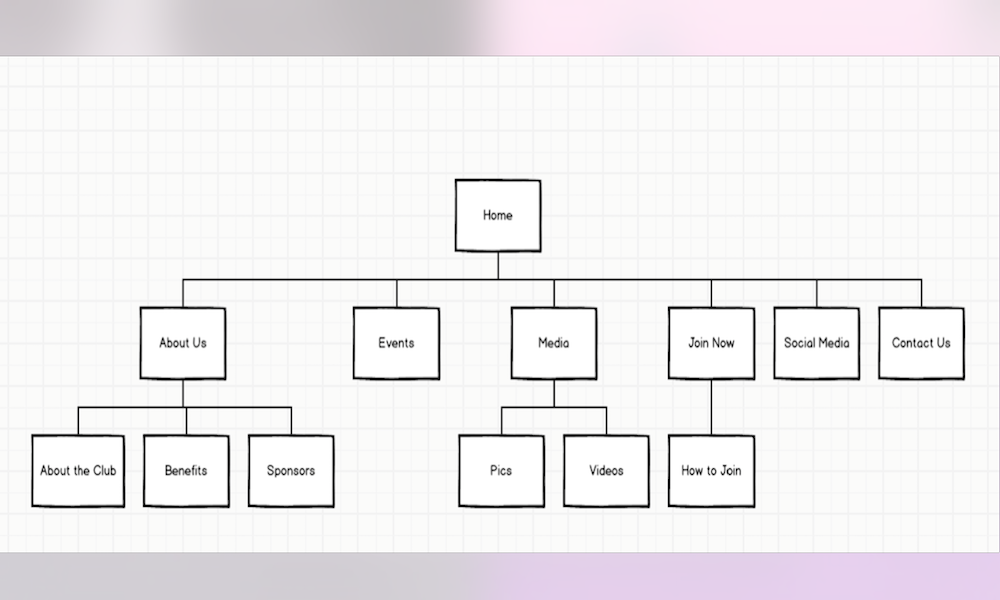 Home
About Us
Events
Media
Join Now
Social Media
Contact Us
About the Club
Benefits
Sponsors
Pics
Videos
How to Join